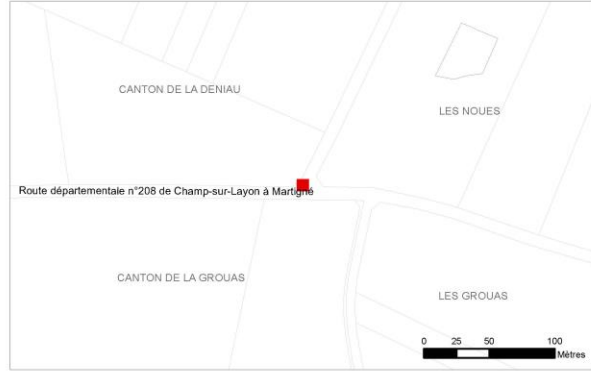 CANTON DE LA DENIAU
LES NOUES
Route départementale n°208 de Champ-sur-Layon à Martigné
CANTON DE LA GROUAS
LES GROUAS
0 25 50 100
Mètres